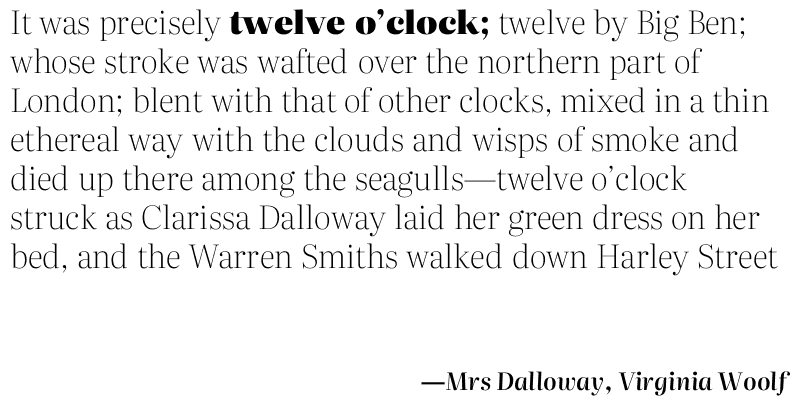 It was precisely twelve o’clock; twelve by Big Ben;
whose stroke was wafted over the northern part of
London; blent with that of other clocks, mixed in a thin
ethereal way with the clouds and wisps of smoke and
died up there among the seagulls—twelve o’clock
struck as Clarissa Dalloway laid her green dress on her
bed, and the Warren Smiths walked down Harley Street
—Mrs Dalloway, Virginia Woolf